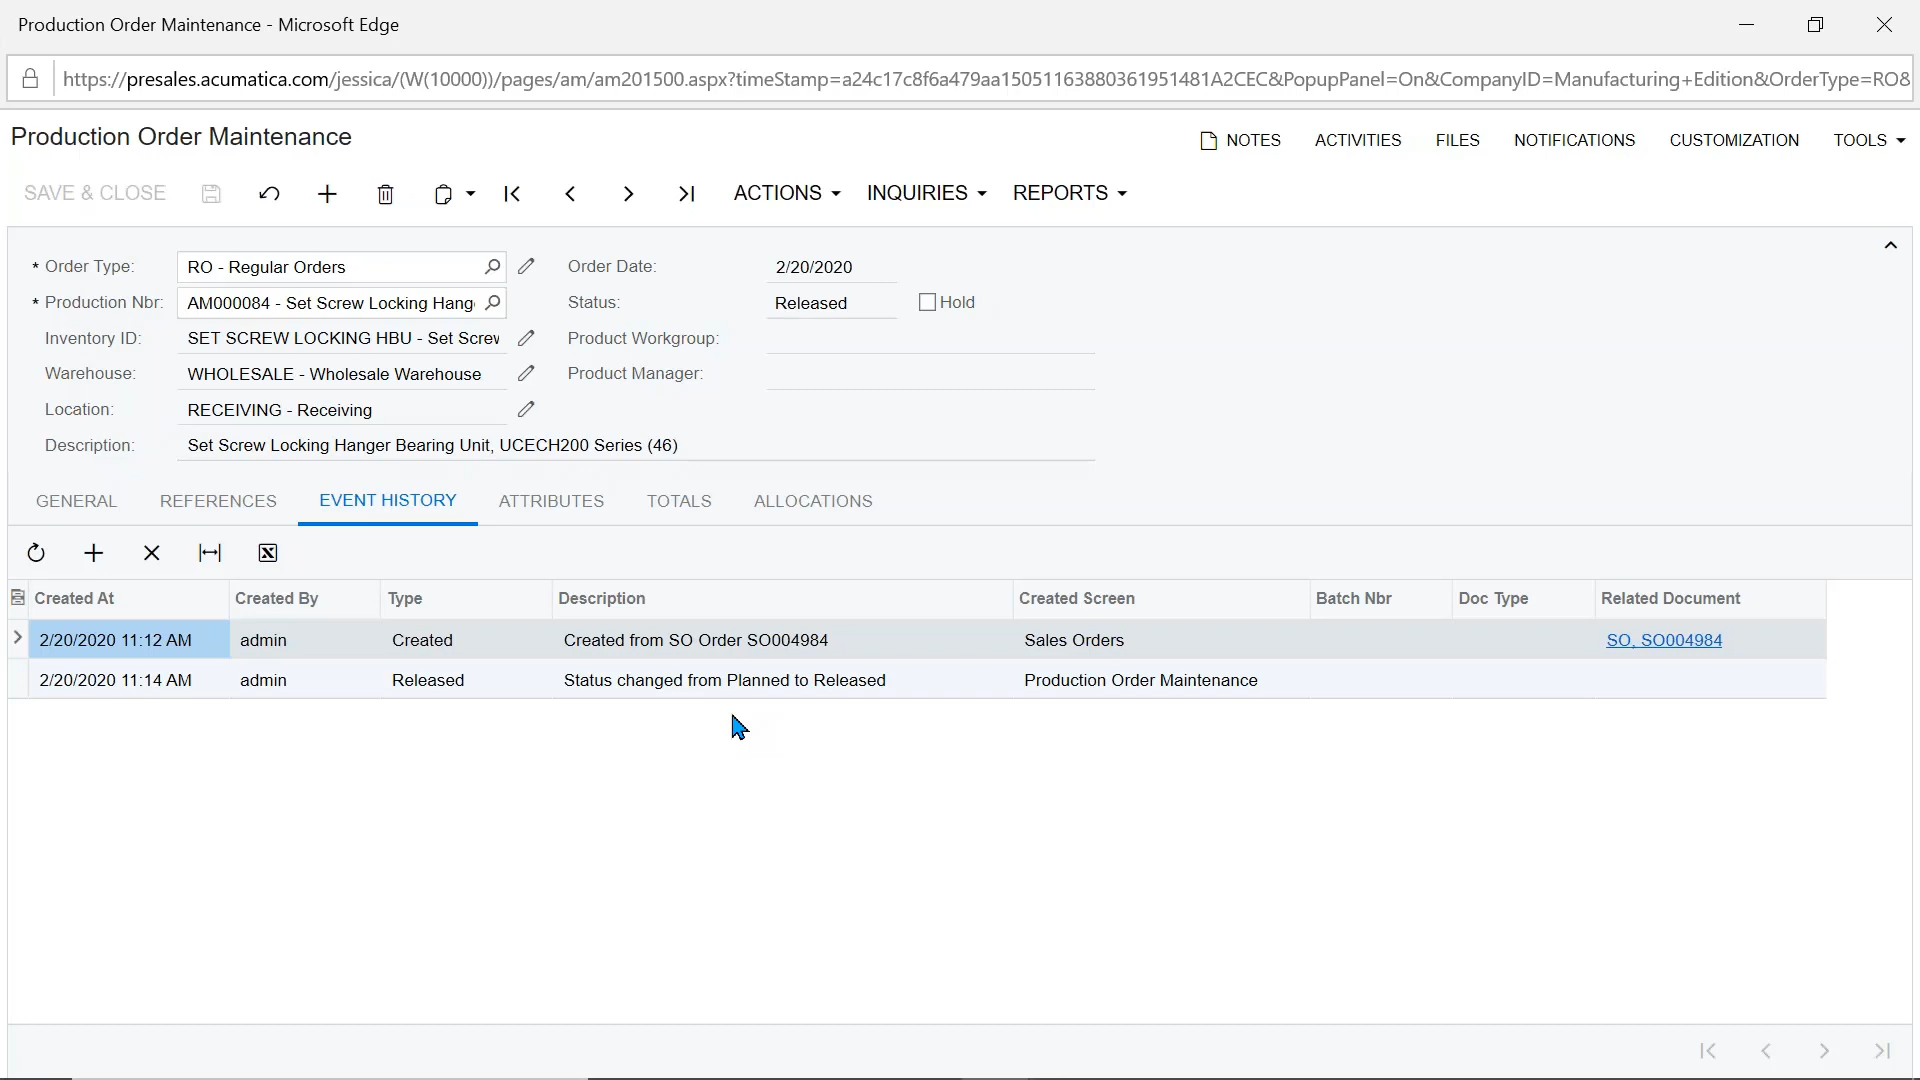 Production Order Maintenance - Microsoft Edge
https://presales.acumatica.com/jessica/(W(10000))/pages/am/am201500.aspx?timeStamp=a24c17c8f6a479aa15051163880361951481A2CEC&PopupPanel=On&CompanyID=Manufacturing+Edition&OrderType=RO&
Production Order Maintenance
NOTES ACTIVITIES FILES NOTIFICATIONS CUSTOMIZATION TOOLS
SAVE & CLOSE ACTIONS INQUIRIES REPORTS
* Order Type: RO - Regular Orders Order Date: 2/20/2020
* Production Nbr: AM000084 - Set Screw Locking Hang Status: Released Hold
Inventory ID: SET SCREW LOCKING HBU - Set Screw Product Workgroup:
Warehouse: WHOLESALE - Wholesale Warehouse Product Manager:
Location: RECEIVING - Receiving
Description: Set Screw Locking Hanger Bearing Unit, UCECH200 Series (46)
GENERAL REFERENCES EVENT HISTORY ATTRIBUTES TOTALS ALLOCATIONS
Created At Created By Type Description Created Screen Batch Nbr Doc Type Related Document
2/20/2020 11:12 AM admin Created Created from SO Order SO004984 Sales Orders SO, SO004984
2/20/2020 11:14 AM admin Released Status changed from Planned to Released Production Order Maintenance